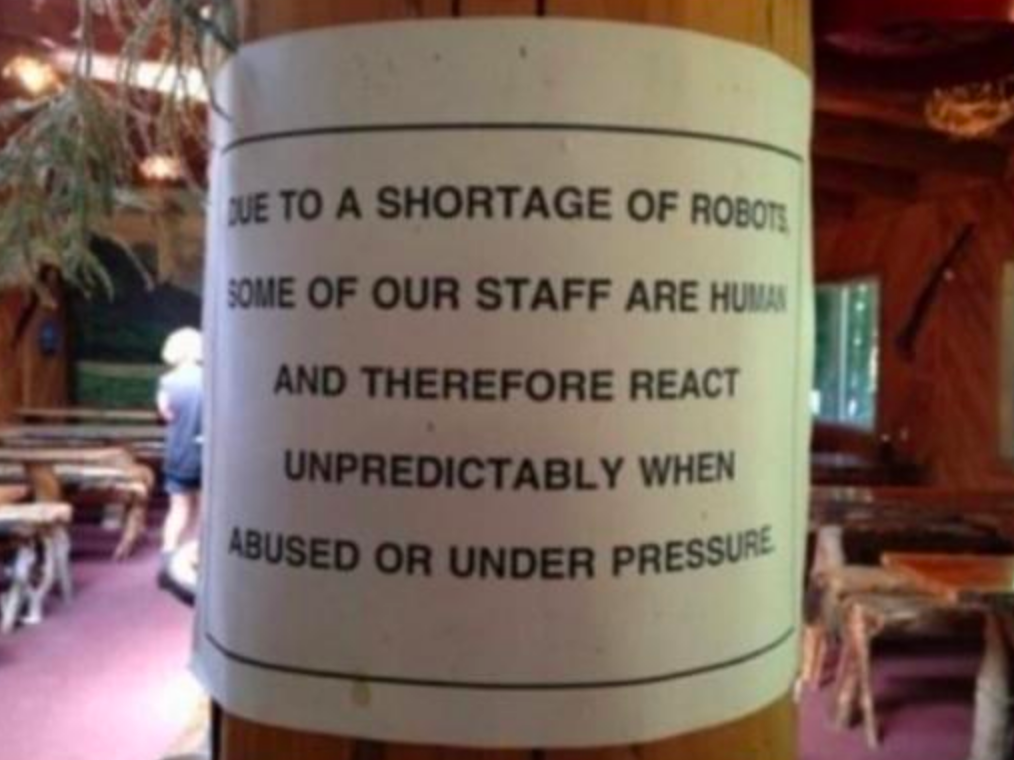 DUE TO A SHORTAGE OF ROBOTS,
SOME OF OUR STAFF ARE HUMAN
AND THEREFORE REACT
UNPREDICTABLY WHEN
ABUSED OR UNDER PRESSURE.